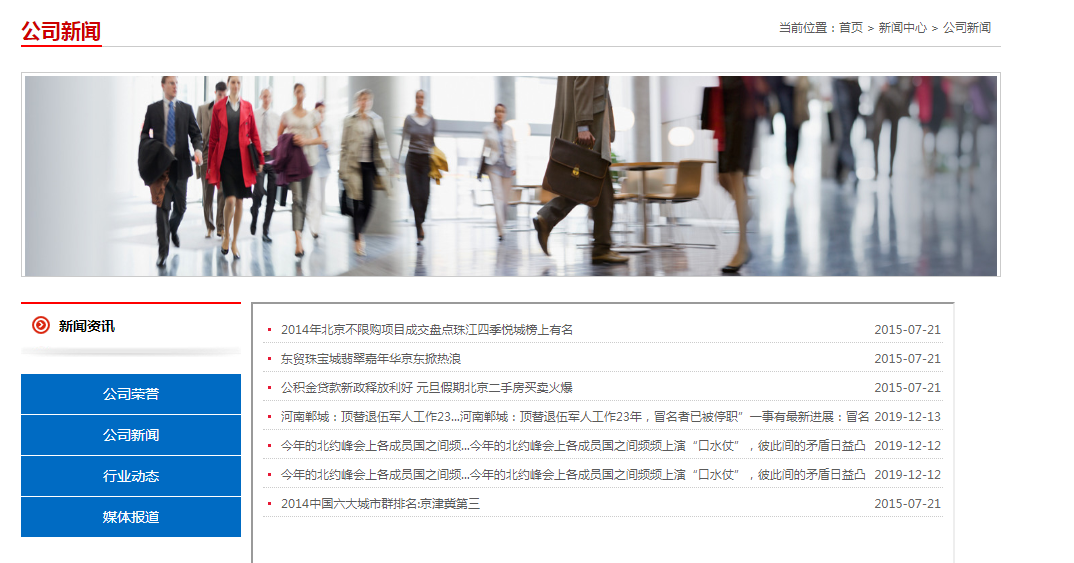 公司新闻
当前位置：首页 > 新闻中心 > 公司新闻
新闻资讯
公司荣誉
公司新闻
行业动态
媒体报道
2014年北京不限购项目成交盘点珠江四季悦城榜上有名 2015-07-21
东贸珠宝城翡翠嘉年华京东掀热浪 2015-07-21
公积金贷款新政释放利好 元旦假期北京二手房买卖火爆 2015-07-21
河南郸城：顶替退伍军人工作23...河南郸城：顶替退伍军人工作23年，冒名者已被停职”一事有最新进展：冒名 2019-12-13
今年的北约峰会上各成员国之间频...今年的北约峰会上各成员国之间频频上演“口水仗”，彼此间的矛盾日益凸 2019-12-12
今年的北约峰会上各成员国之间频...今年的北约峰会上各成员国之间频频上演“口水仗”，彼此间的矛盾日益凸 2019-12-12
2014中国六大城市群排名:京津冀第三 2015-07-21